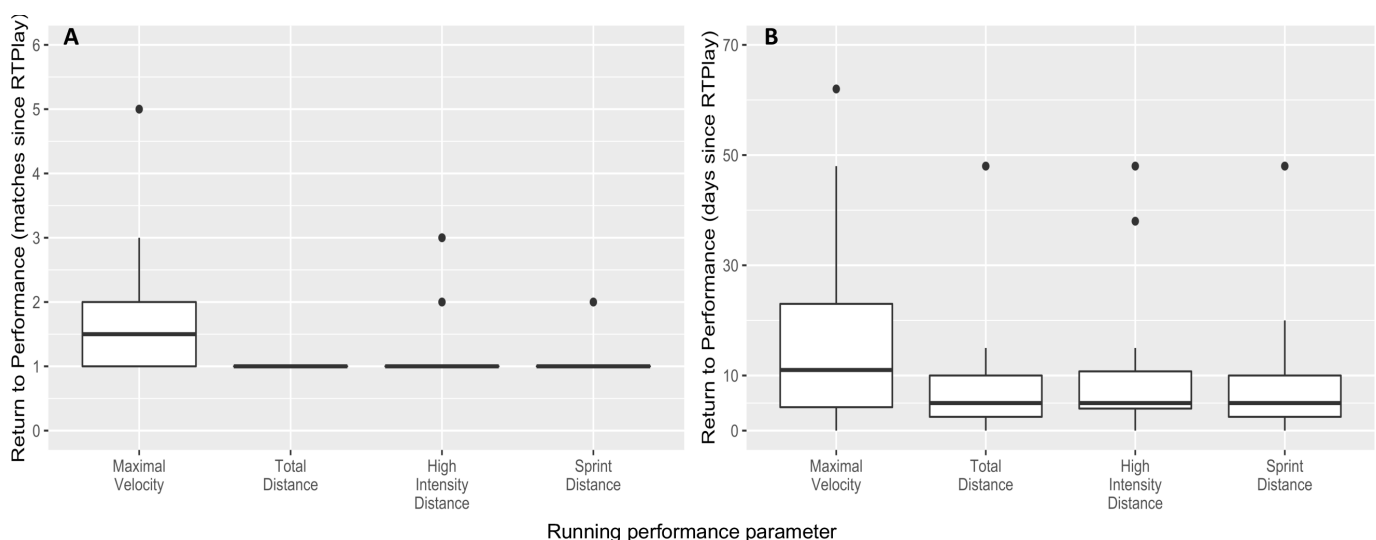 A
Return to Performance (matches since RTPlay)
6
5
4
3
2
1
0
Maximal
Velocity
Total
Distance
High
Intensity
Distance
Sprint
Distance
B
Return to Performance (days since RTPlay)
70
50
30
10
0
Maximal
Velocity
Total
Distance
High
Intensity
Distance
Sprint
Distance
Running performance parameter